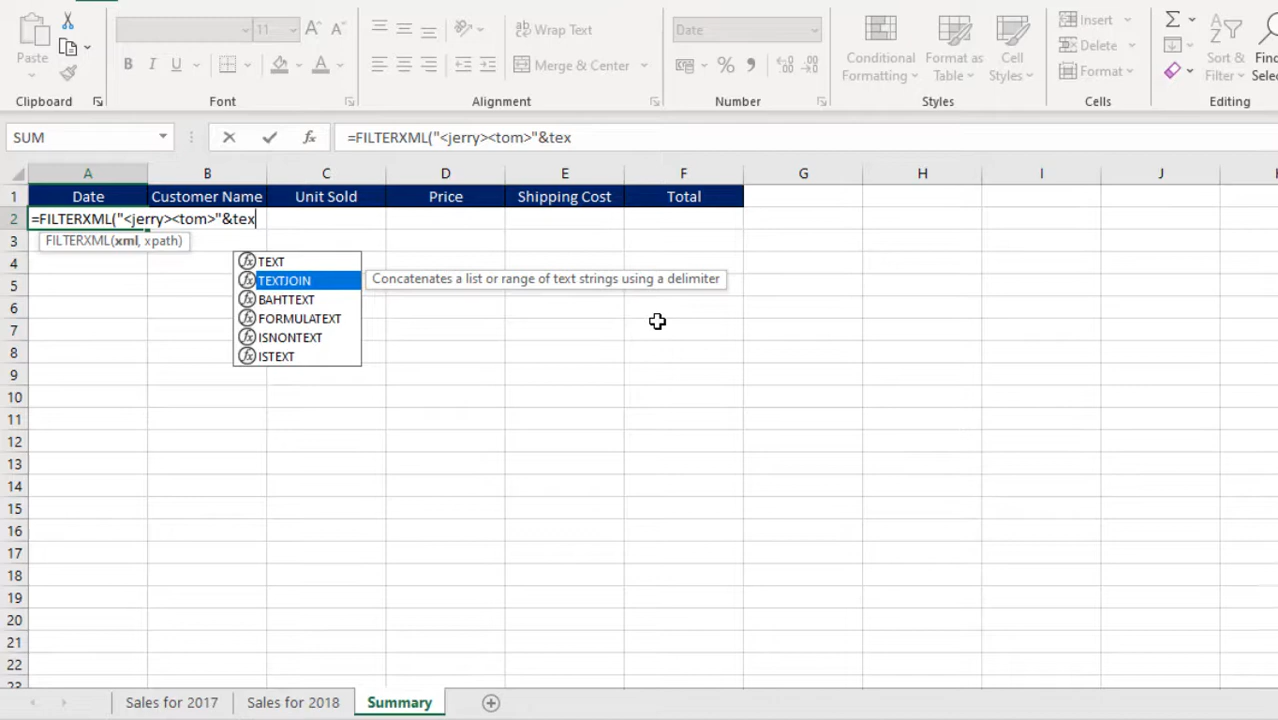 11
Wrap Text
Date
Paste
B I U
A
Merge & Center
%
Conditional Formatting
Format as Table
Cell Styles
Insert
Delete
Format
Sort & Filter
Clipboard
Font
Alignment
Number
Styles
Cells
Editing
SUM
fx
=FILTERXML("<jerry><tom>"&tex
A B C D E F G H I J
1 Date Customer Name Unit Sold Price Shipping Cost Total
2 =FILTERXML("<jerry><tom>"&tex
3 FILTERXML(xml, xpath)
4 TEXT
5 TEXTJOIN Concatenates a list or range of text strings using a delimiter
6 BAHTTEXT
7 FORMULATEXT
ISNONTEXT
8 ISTEXT
9
10
11
12
13
14
15
16
17
18
19
20
21
22
Sales for 2017 Sales for 2018 Summary